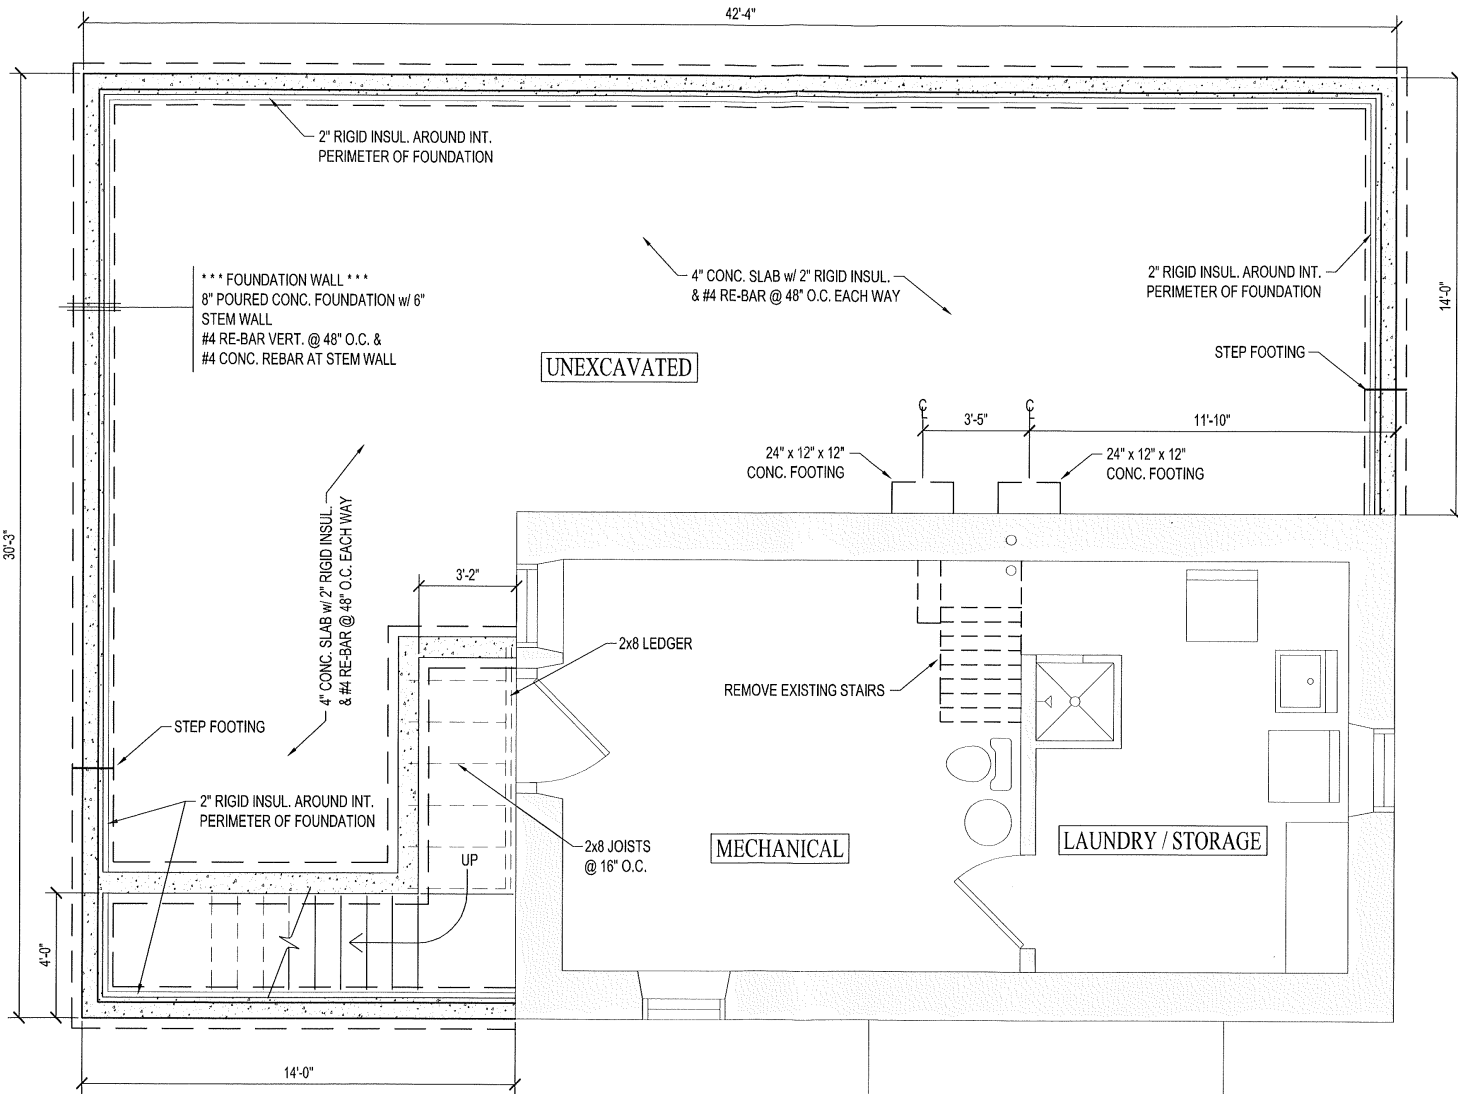 42'-4"
2" RIGID INSUL. AROUND INT.
PERIMETER OF FOUNDATION
* * * FOUNDATION WALL * * *
8" POURED CONC. FOUNDATION w/ 6"
STEM WALL
#4 RE-BAR VERT. @ 48" O.C. &
#4 CONC. REBAR AT STEM WALL
4" CONC. SLAB w/ 2" RIGID INSUL.
& #4 RE-BAR @ 48" O.C. EACH WAY
2" RIGID INSUL. AROUND INT.
PERIMETER OF FOUNDATION
14'-0"
STEP FOOTING
UNEXCAVATED
℄
℄
3'-5"
11'-10"
24" x 12" x 12"
CONC. FOOTING
24" x 12" x 12"
CONC. FOOTING
30'-3"
4" CONC. SLAB w/ 2" RIGID INSUL.
& #4 RE-BAR @ 48" O.C. EACH WAY
3'-2"
2x8 LEDGER
REMOVE EXISTING STAIRS
STEP FOOTING
2" RIGID INSUL. AROUND INT.
PERIMETER OF FOUNDATION
2x8 JOISTS
@ 16" O.C.
UP
MECHANICAL
LAUNDRY / STORAGE
4'-0"
14'-0"